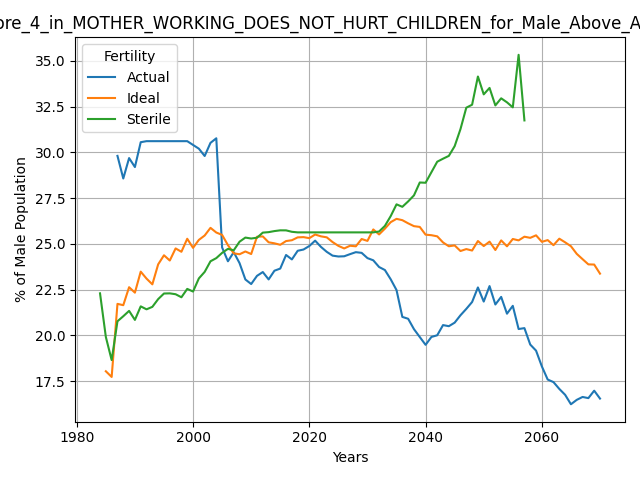 ore_4_in_MOTHER_WORKING_DOES_NOT_HURT_CHILDREN_for_Male_Above_A
Fertility
Actual
Ideal
Sterile
35.0
32.5
30.0
27.5
25.0
22.5
20.0
17.5
% of Male Population
1980
2000
2020
2040
2060
Years